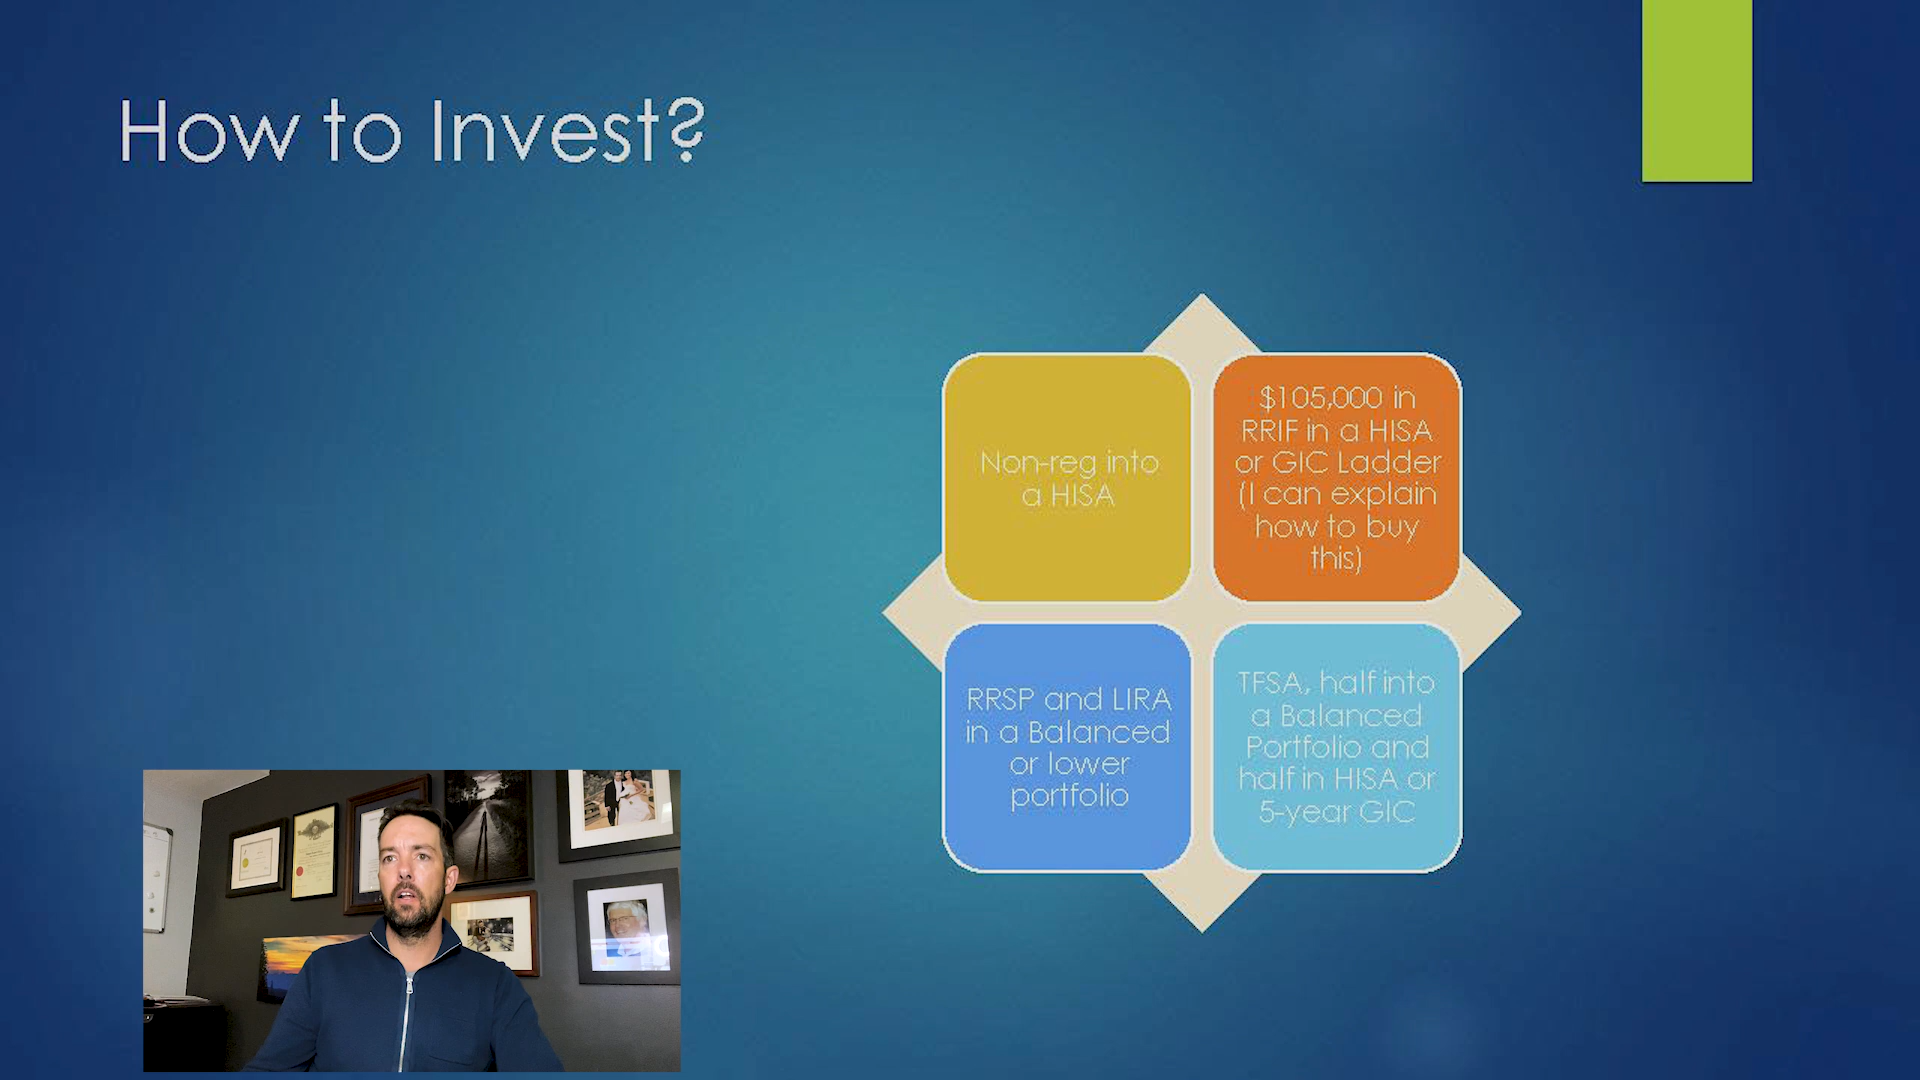 How to Invest?
Non-reg into
a HISA
$105,000 in
RRIF in a HISA
or GIC Ladder
(I can explain
how to buy
this)
RRSP and LIRA
in a Balanced
or lower
portfolio
TFSA, half into
a Balanced
Portfolio and
half in HISA or
5-year GIC